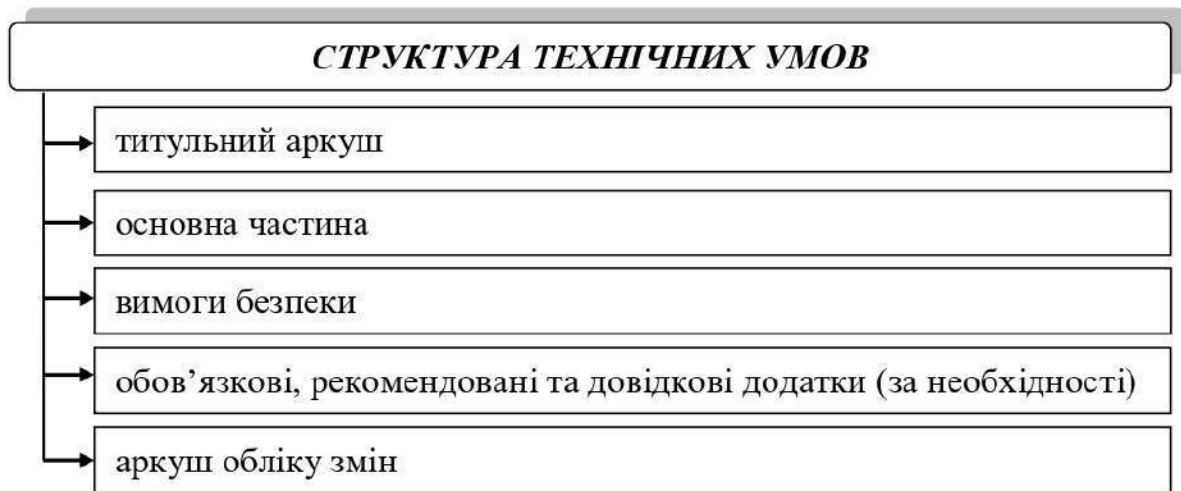 СТРУКТУРА ТЕХНІЧНИХ УМОВ
титульний аркуш
основна частина
вимоги безпеки
обов’язкові, рекомендовані та довідкові додатки (за необхідності)
аркуш обліку змін